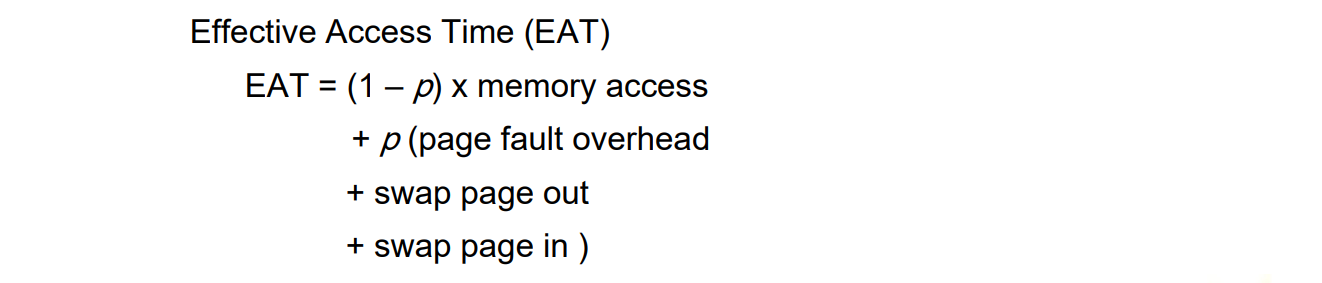 Effective Access Time (EAT)
EAT = (1 – p) x memory access
+ p (page fault overhead
+ swap page out
+ swap page in )